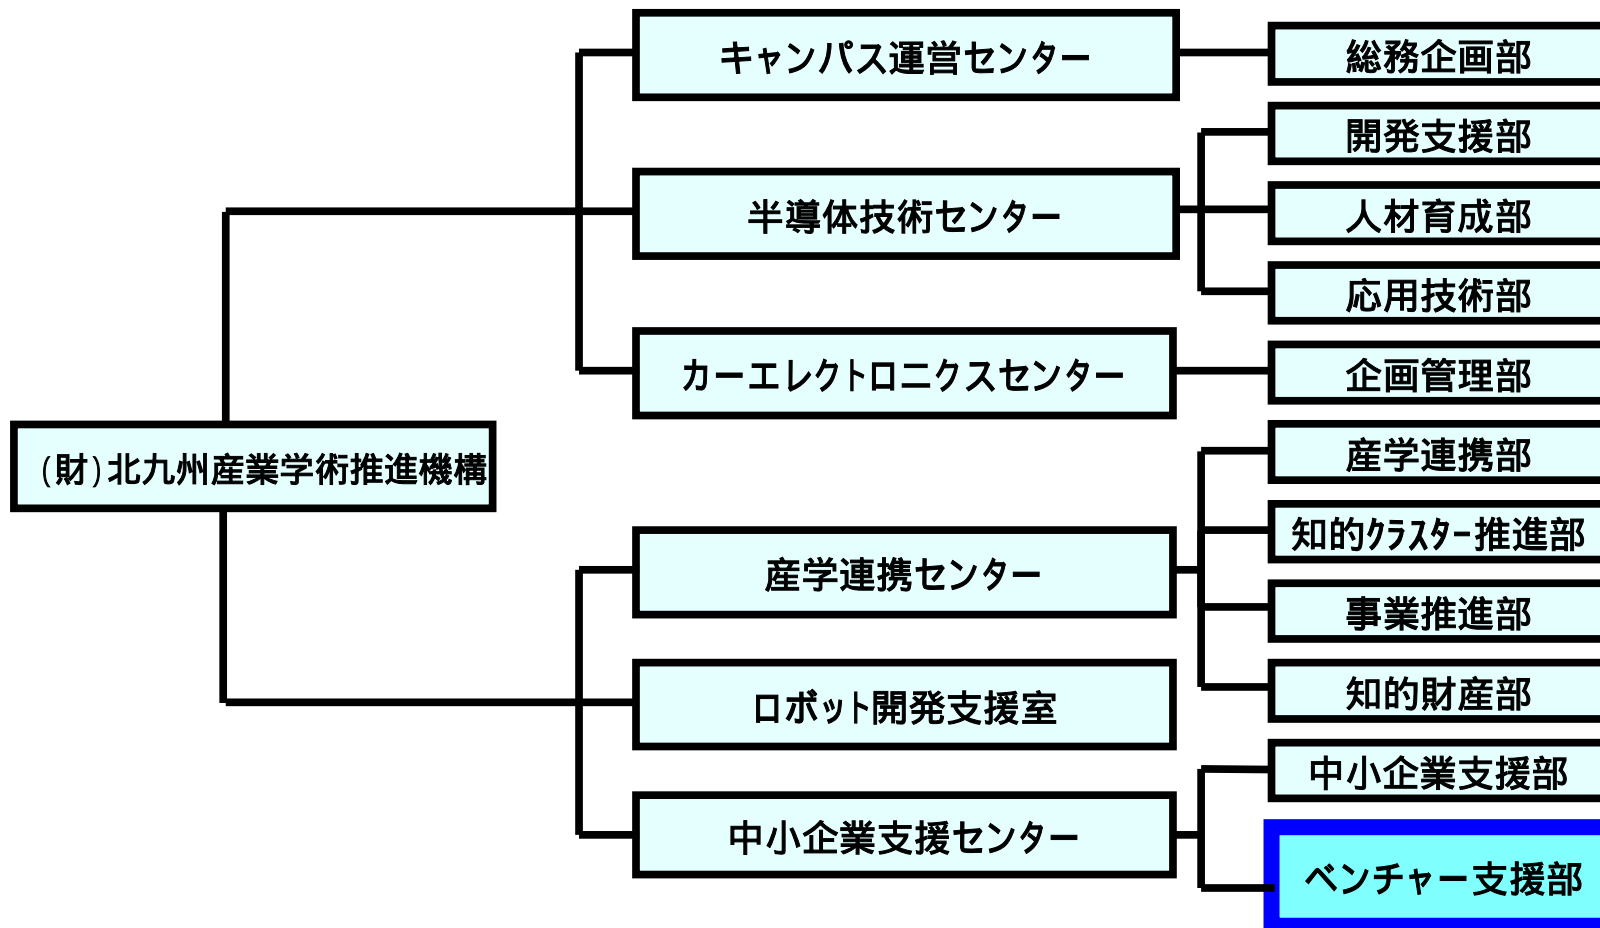 キャンパス運営センター
総務企画部
開発支援部
半導体技術センター
人材育成部
応用技術部
カーエレクトロニクスセンター
企画管理部
(財)北九州産業学術推進機構
産学連携部
知的クラスター推進部
産学連携センター
事業推進部
ロボット開発支援室
知的財産部
中小企業支援部
中小企業支援センター
ベンチャー支援部